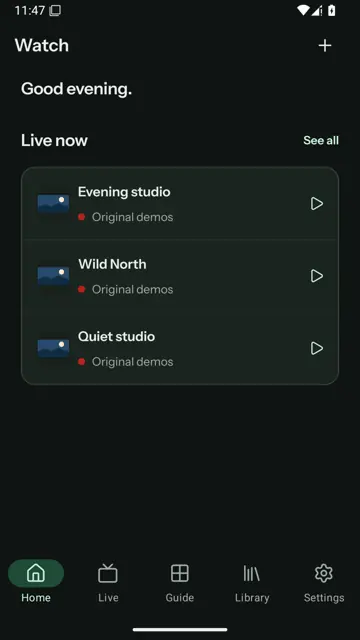 11:47
Watch
Good evening.
Live now
See all
Evening studio
Original demos
Wild North
Original demos
Quiet studio
Original demos
Home
Live
Guide
Library
Settings